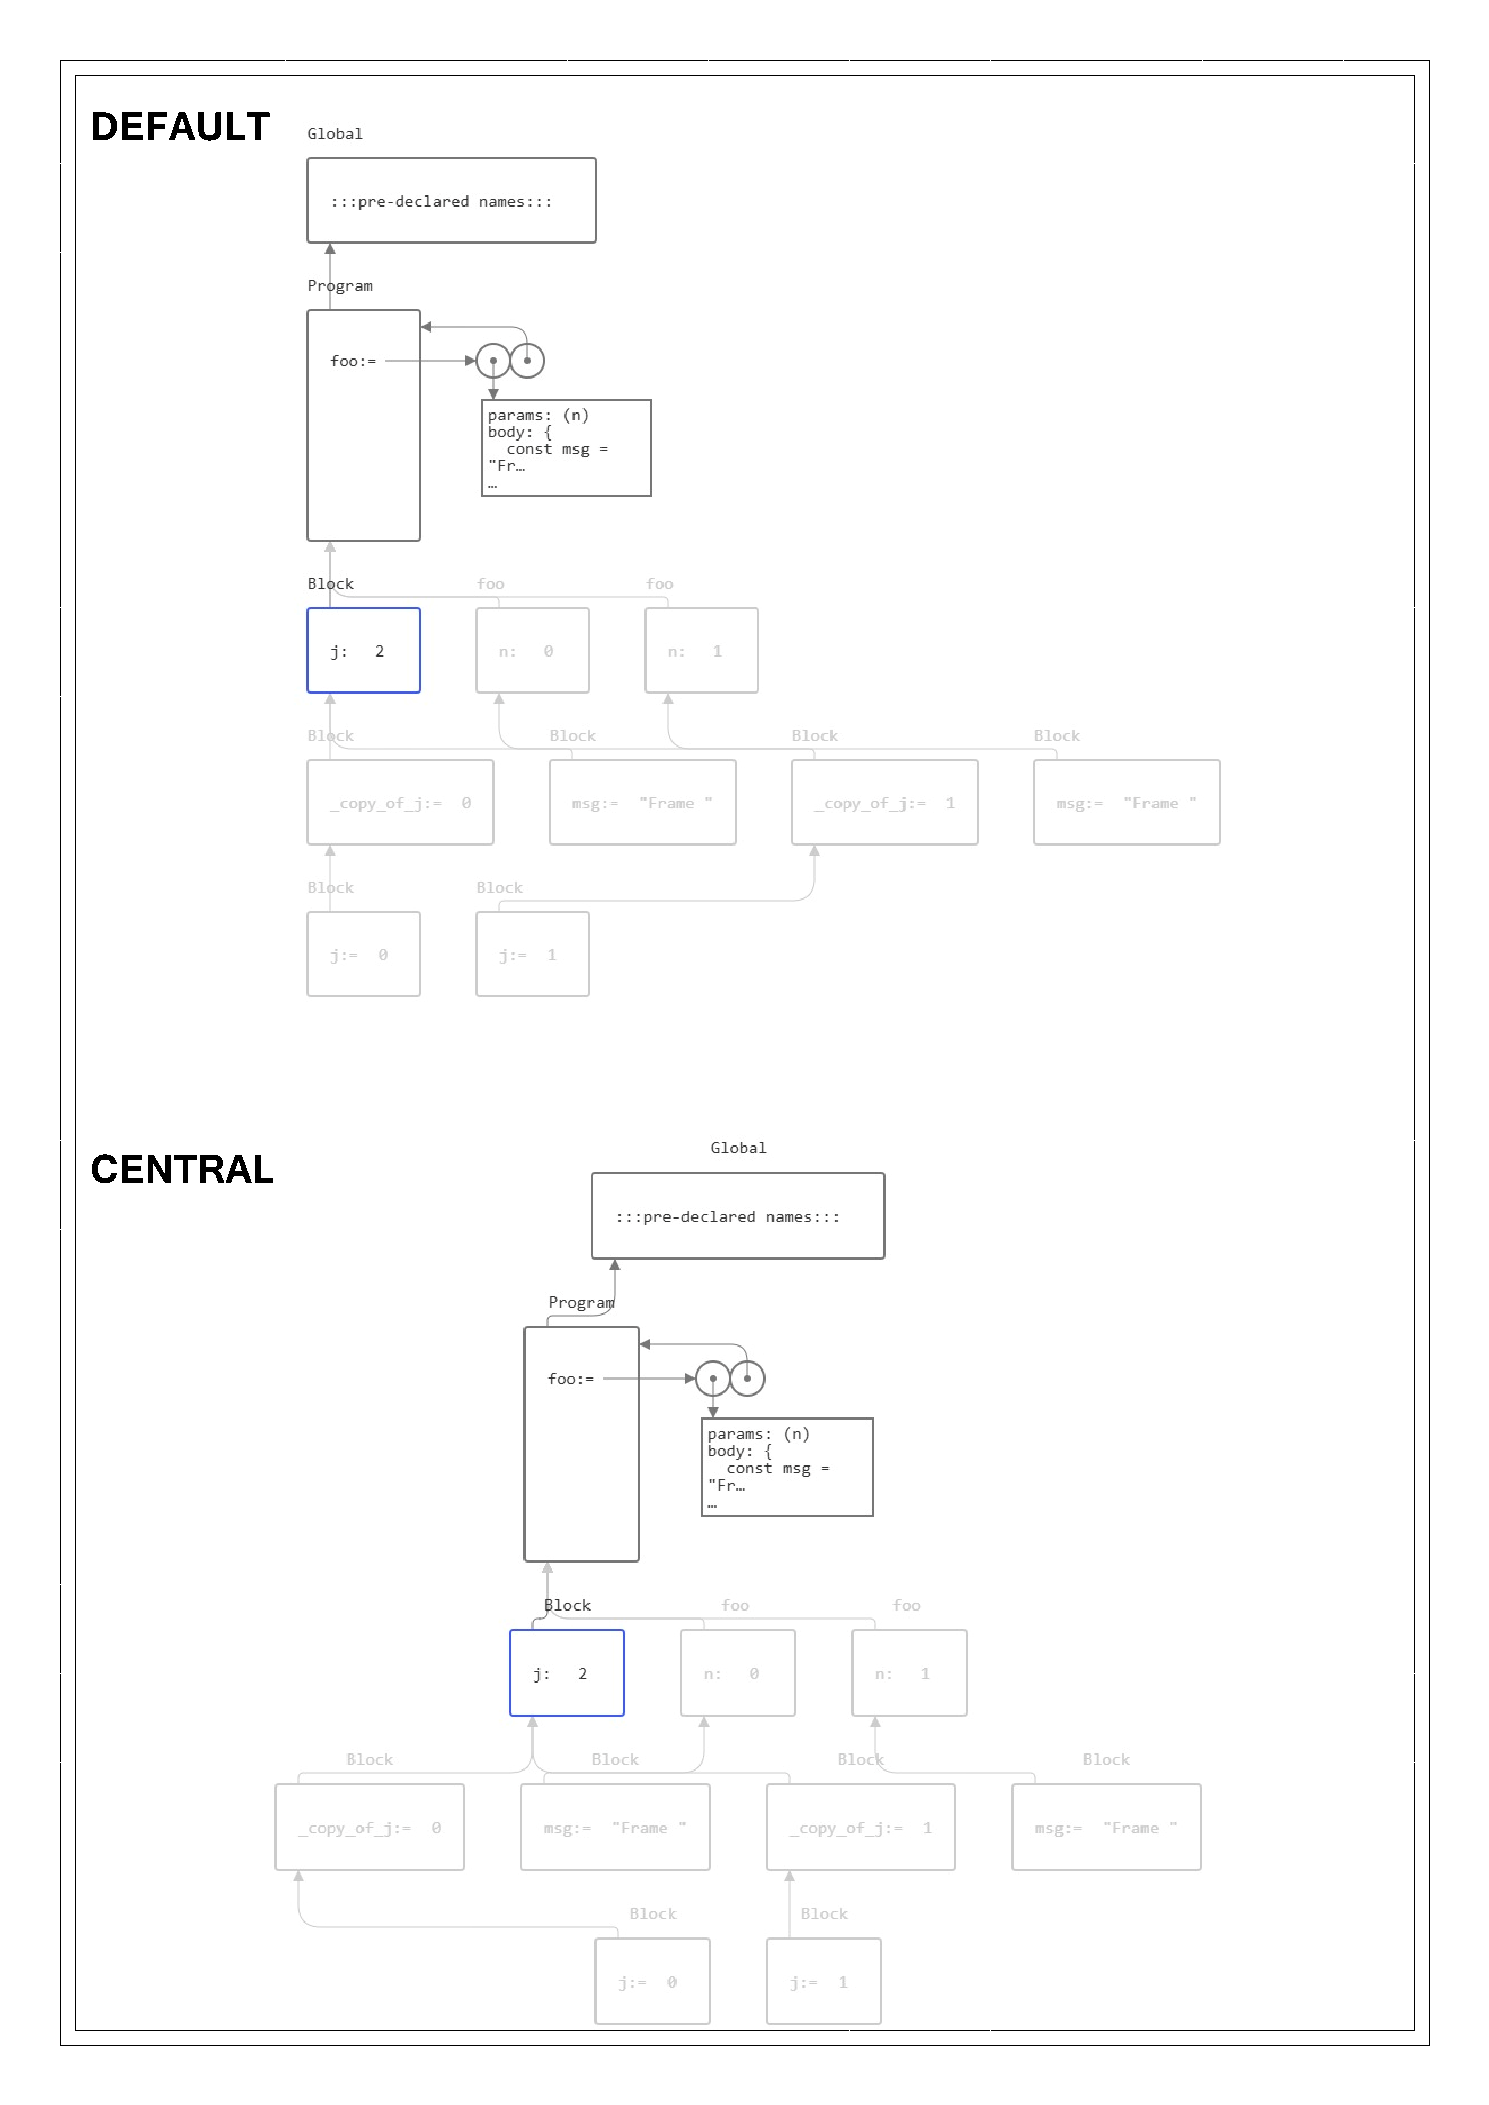 DEFAULT
Global
:::pre-declared names:::
Program
foo:=
params: (n)
body: {
const msg =
"Fr…
…
Block foo foo
j: 2 n: 0 n: 1
Block Block Block Block
_copy_of_j:= 0 msg:= "Frame " _copy_of_j:= 1 msg:= "Frame "
Block Block
j:= 0 j:= 1
CENTRAL
Global
:::pre-declared names:::
Program
foo:=
params: (n)
body: {
const msg =
"Fr…
…
Block foo foo
j: 2 n: 0 n: 1
Block Block Block Block
_copy_of_j:= 0 msg:= "Frame " _copy_of_j:= 1 msg:= "Frame "
Block Block
j:= 0 j:= 1